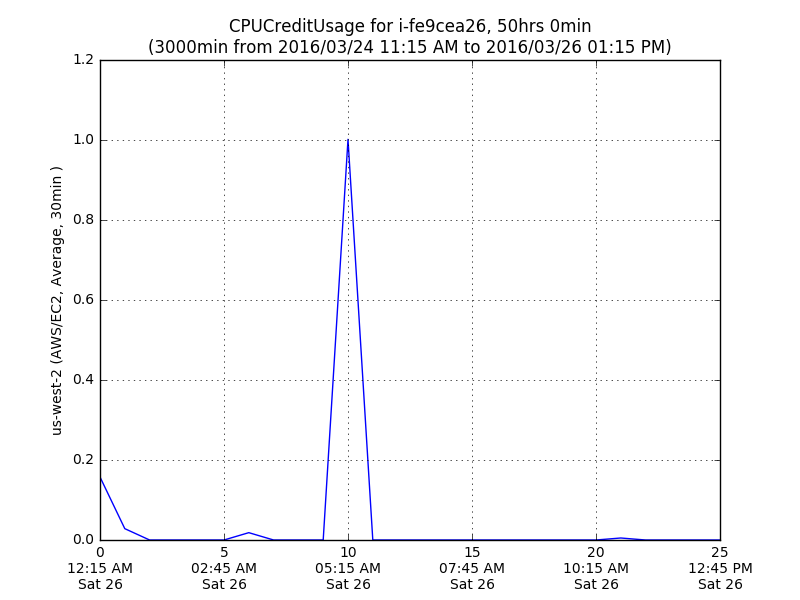 CPUCreditUsage for i-fe9cea26, 50hrs 0min
(3000min from 2016/03/24 11:15 AM to 2016/03/26 01:15 PM)
us-west-2 (AWS/EC2, Average, 30min )
1.2
1.0
0.8
0.6
0.4
0.2
0.0
0 5 10 15 20 25
12:15 AM 02:45 AM 05:15 AM 07:45 AM 10:15 AM 12:45 PM
Sat 26 Sat 26 Sat 26 Sat 26 Sat 26 Sat 26